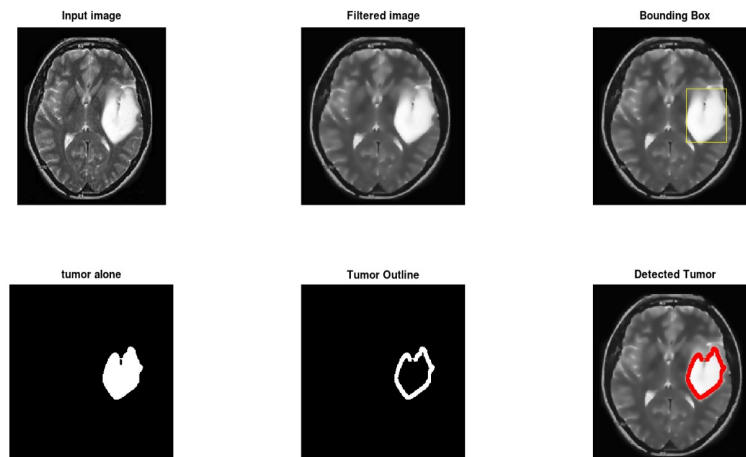 Input image
Filtered image
Bounding Box
tumor alone
Tumor Outline
Detected Tumor